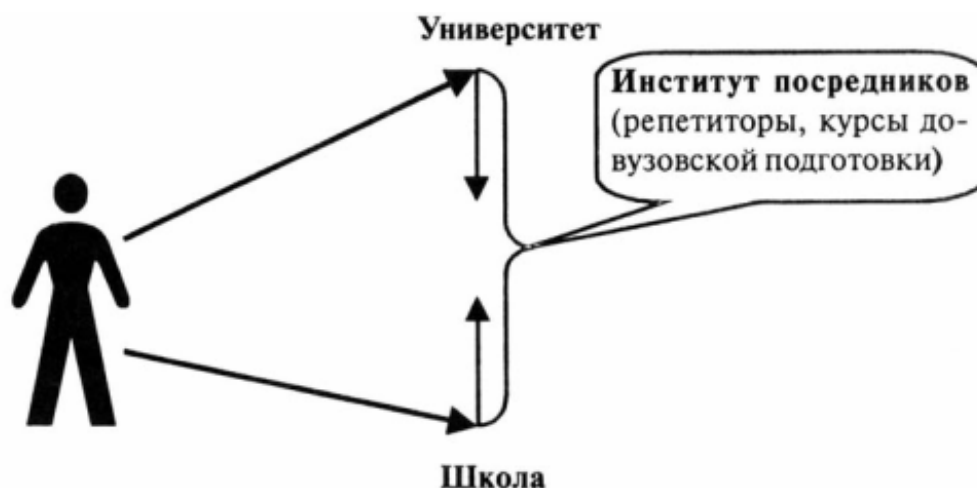 Университет
Институт посредников
(репетиторы, курсы до-
вузовской подготовки)
Школа